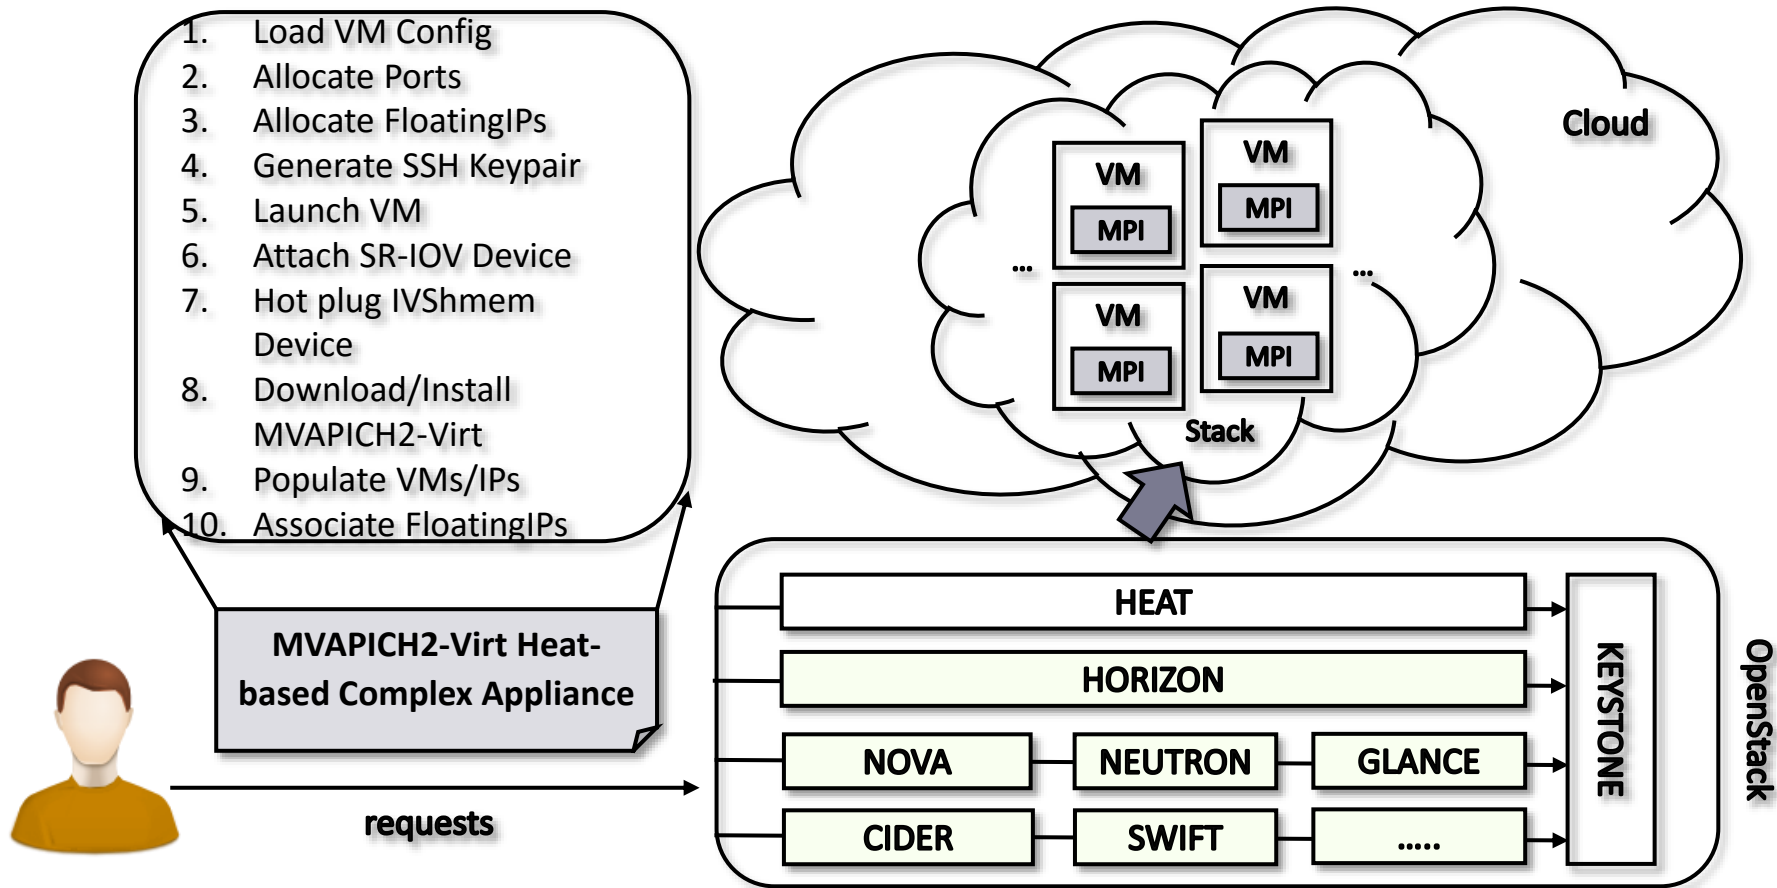 1. Load VM Config
2. Allocate Ports
3. Allocate FloatingIPs
4. Generate SSH Keypair
5. Launch VM
6. Attach SR-IOV Device
7. Hot plug IVShmem
Device
8. Download/Install
MVAPICH2-Virt
9. Populate VMs/IPs
10. Associate FloatingIPs
MVAPICH2-Virt Heat-
based Complex Appliance
requests
Cloud
VM
MPI
VM
MPI
...
...
VM
MPI
VM
MPI
Stack
HEAT
HORIZON
NOVA
NEUTRON
GLANCE
CIDER
SWIFT
.....
KEYSTONE
OpenStack